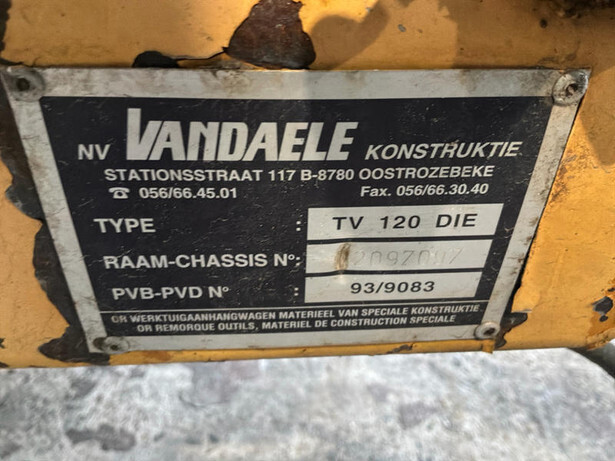 NV VANDAELE KONSTRUKTIE
STATIONSSTRAAT 117 B-8780 OOSTROZEBEKE
☎ 056/66.45.01 Fax. 056/66.30.40
TYPE : TV 120 DIE
RAAM-CHASSIS N°:
PVB-PVD N° : 93/9083
OR WERKTUIGAANHANGWAGEN MATERIEEL VAN SPECIALE KONSTRUKTIE
OR REMORQUE OUTILS, MATERIEL DE CONSTRUCTION SPECIALE